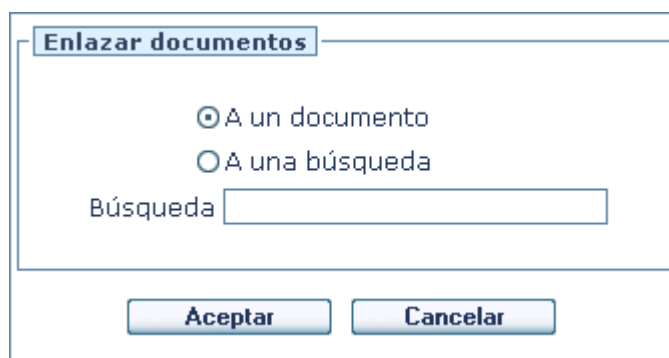 Enlazar documentos
A un documento
A una búsqueda
Búsqueda
Aceptar Cancelar